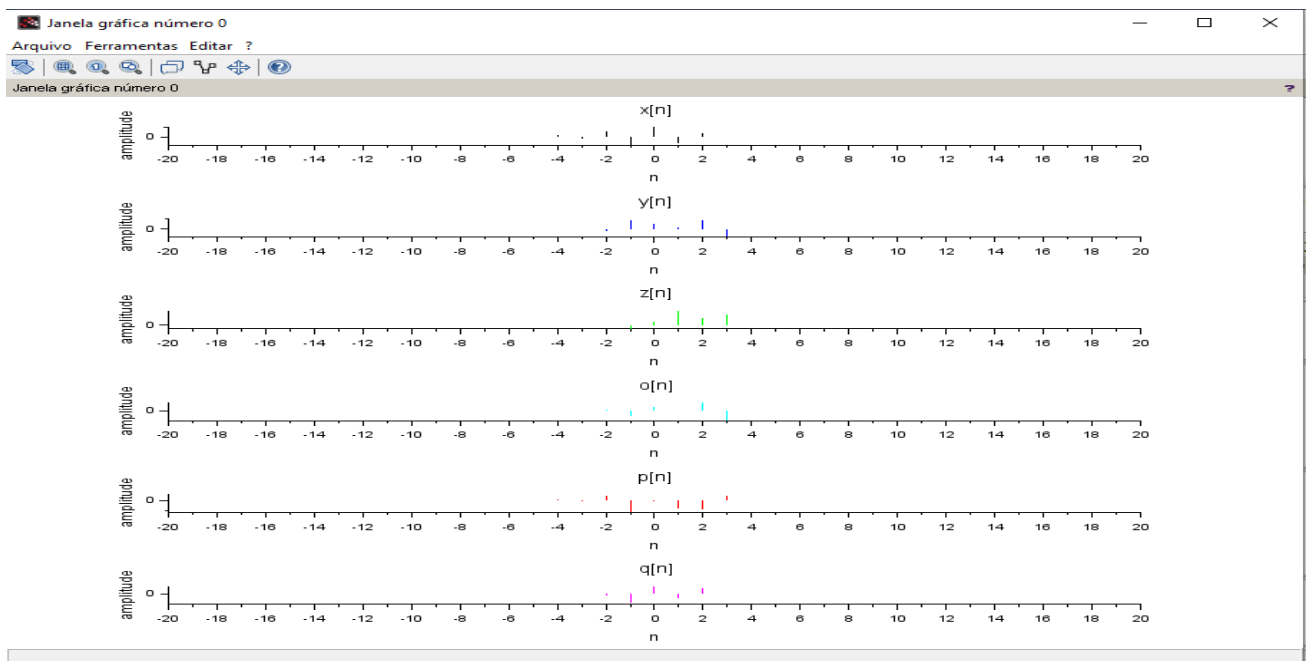 Janela gráfica número 0
Arquivo Ferramentas Editar ?
Janela gráfica número 0 ?
x[n]
amplitude
0
-20 -18 -16 -14 -12 -10 -8 -6 -4 -2 0 2 4 6 8 10 12 14 16 18 20
n
y[n]
amplitude
0
-20 -18 -16 -14 -12 -10 -8 -6 -4 -2 0 2 4 6 8 10 12 14 16 18 20
n
z[n]
amplitude
0
-20 -18 -16 -14 -12 -10 -8 -6 -4 -2 0 2 4 6 8 10 12 14 16 18 20
n
o[n]
amplitude
0
-20 -18 -16 -14 -12 -10 -8 -6 -4 -2 0 2 4 6 8 10 12 14 16 18 20
n
p[n]
amplitude
0
-20 -18 -16 -14 -12 -10 -8 -6 -4 -2 0 2 4 6 8 10 12 14 16 18 20
n
q[n]
amplitude
0
-20 -18 -16 -14 -12 -10 -8 -6 -4 -2 0 2 4 6 8 10 12 14 16 18 20
n